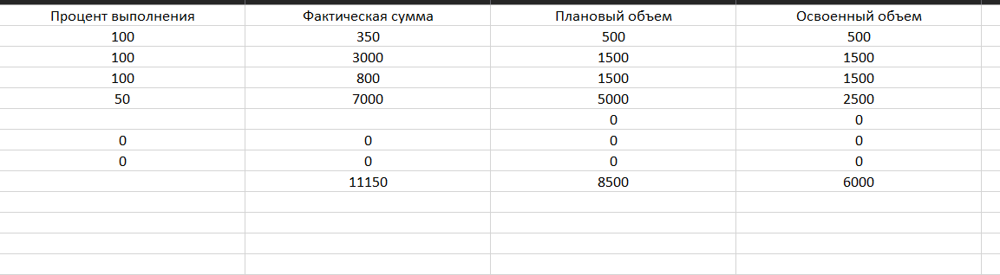 Процент выполнения Фактическая сумма Плановый объем Освоенный объем
100 350 500 500
100 3000 1500 1500
100 800 1500 1500
50 7000 5000 2500
0 0
0 0 0 0
0 0 0 0
11150 8500 6000